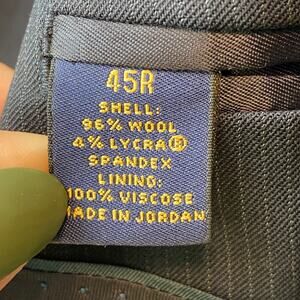 45R
SHELL:
96% WOOL
4% LYCRA®
SPANDEX
LINING:
100% VISCOSE
MADE IN JORDAN